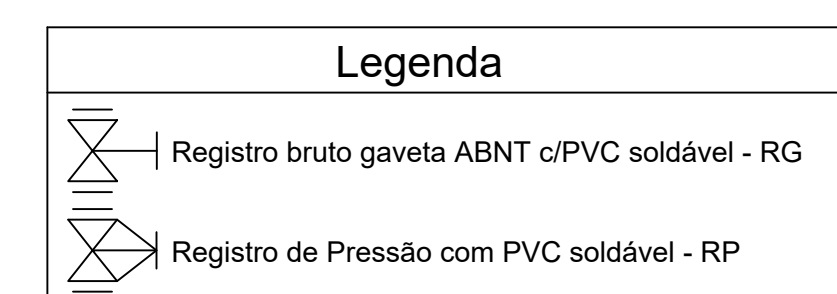 Legenda
Registro bruto gaveta ABNT c/PVC soldável - RG
Registro de Pressão com PVC soldável - RP